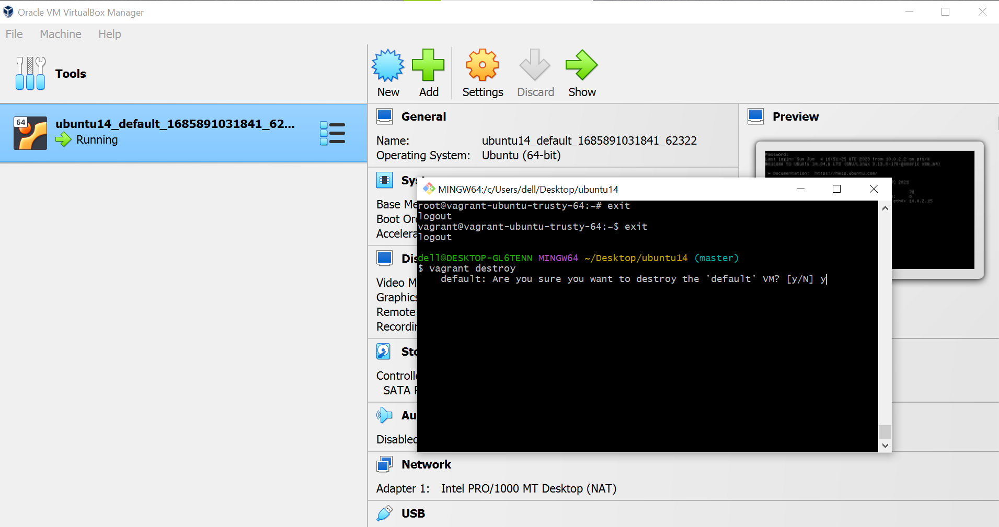 Oracle VM VirtualBox Manager
File Machine Help
Tools
New Add Settings Discard Show
64
ubuntu14_default_1685891031841_62...
Running
General
Name: ubuntu14_default_1685891031841_62322
Operating System: Ubuntu (64-bit)
Preview
Sys
Base Me
Boot Or
Accelera
Dis
Video M
Graphics
Remote
Recordin
Sto
Controlle
SATA P
Au
Disabled
Network
Adapter 1: Intel PRO/1000 MT Desktop (NAT)
USB
MINGW64:/c/Users/dell/Desktop/ubuntu14
root@vagrant-ubuntu-trusty-64:~# exit
logout
vagrant@vagrant-ubuntu-trusty-64:~$ exit
logout
dell@DESKTOP-GL6TENN MINGW64 ~/Desktop/ubuntu14 (master)
$ vagrant destroy
default: Are you sure you want to destroy the 'default' VM? [y/N] y